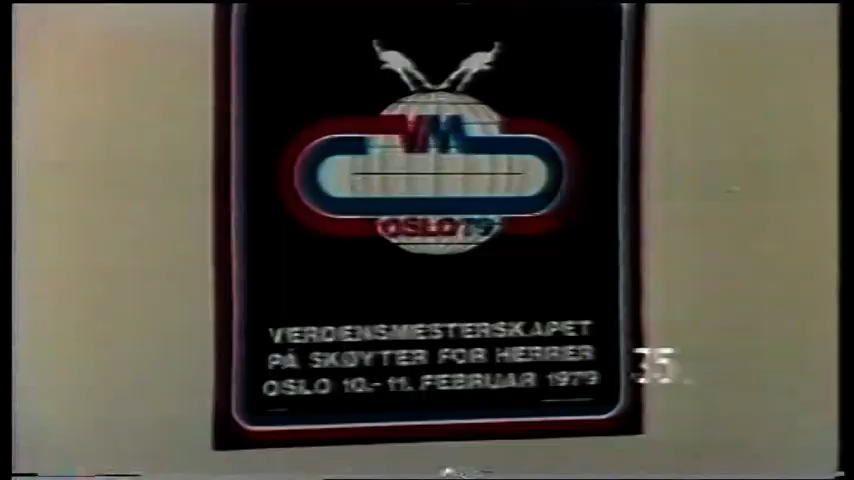 VM
OSLO'79
VERDENSMESTERSKAPET
PÅ SKØYTER FOR HERRER
OSLO 10.-11. FEBRUAR 1979
35.